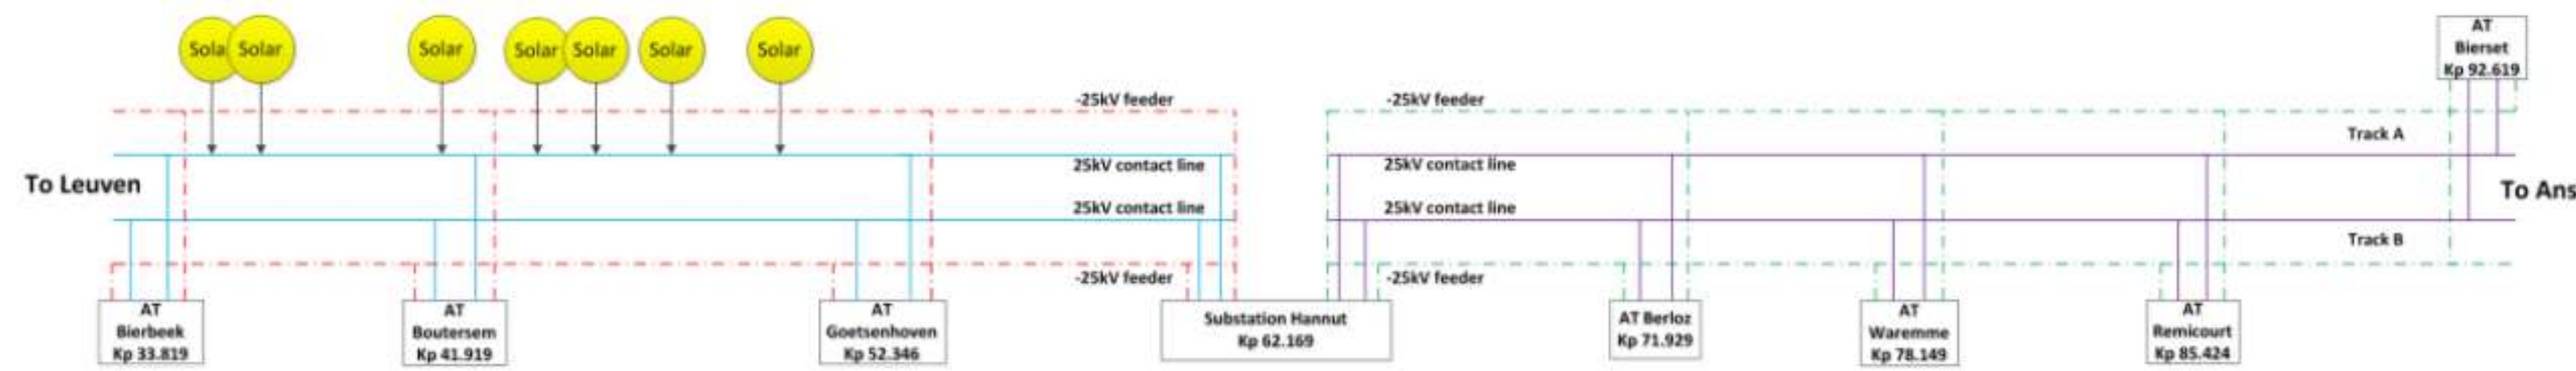 Solar
Solar
Solar
Solar
Solar
Solar
Solar
AT
Bierset
Kp 92.619
-25kV feeder
-25kV feeder
Track A
25kV contact line
25kV contact line
To Leuven
To Ans
25kV contact line
25kV contact line
Track B
-25kV feeder
-25kV feeder
AT
Bierbeek
Kp 33.819
AT
Boutersem
Kp 41.919
AT
Goetsenhoven
Kp 52.346
Substation Hannut
Kp 62.169
AT Berloz
Kp 71.929
AT
Waremme
Kp 78.149
AT
Remicourt
Kp 85.424